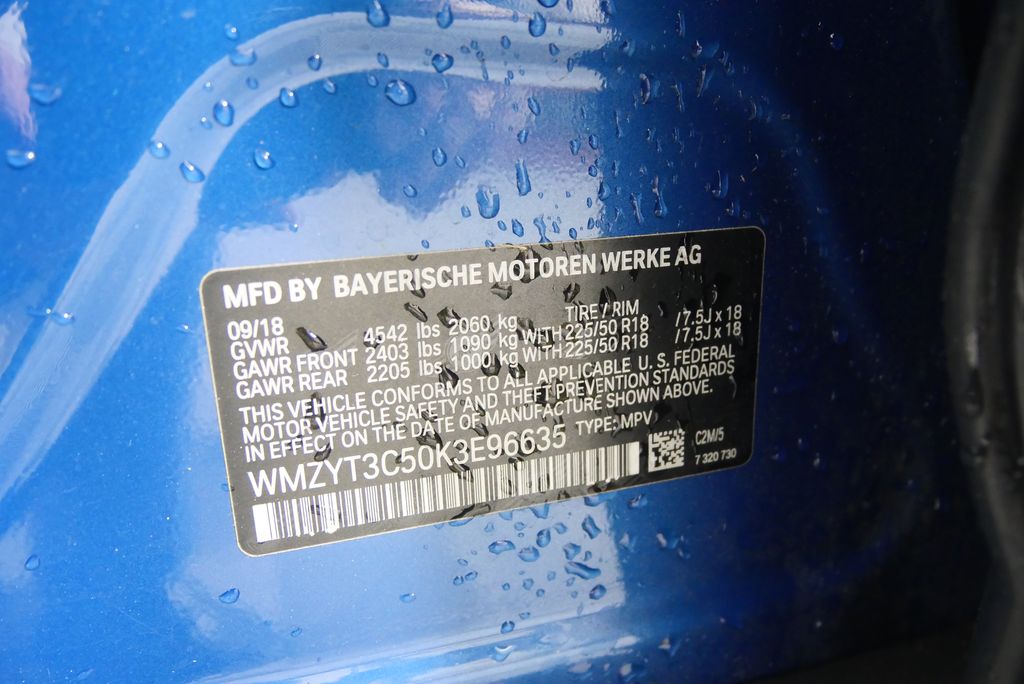 MFD BY BAYERISCHE MOTOREN WERKE AG
09/18 TIRE / RIM
GVWR 4542 lbs 2060 kg
GAWR FRONT 2403 lbs 1090 kg WITH 225/50 R18 /7.5J x 18
GAWR REAR 2205 lbs 1000 kg WITH 225/50 R18 /7.5J x 18
THIS VEHICLE CONFORMS TO ALL APPLICABLE U. S. FEDERAL
MOTOR VEHICLE SAFETY AND THEFT PREVENTION STANDARDS
IN EFFECT ON THE DATE OF MANUFACTURE SHOWN ABOVE.
WMZYT3C50K3E96635 TYPE: MPV
C2M/5
7 320 730